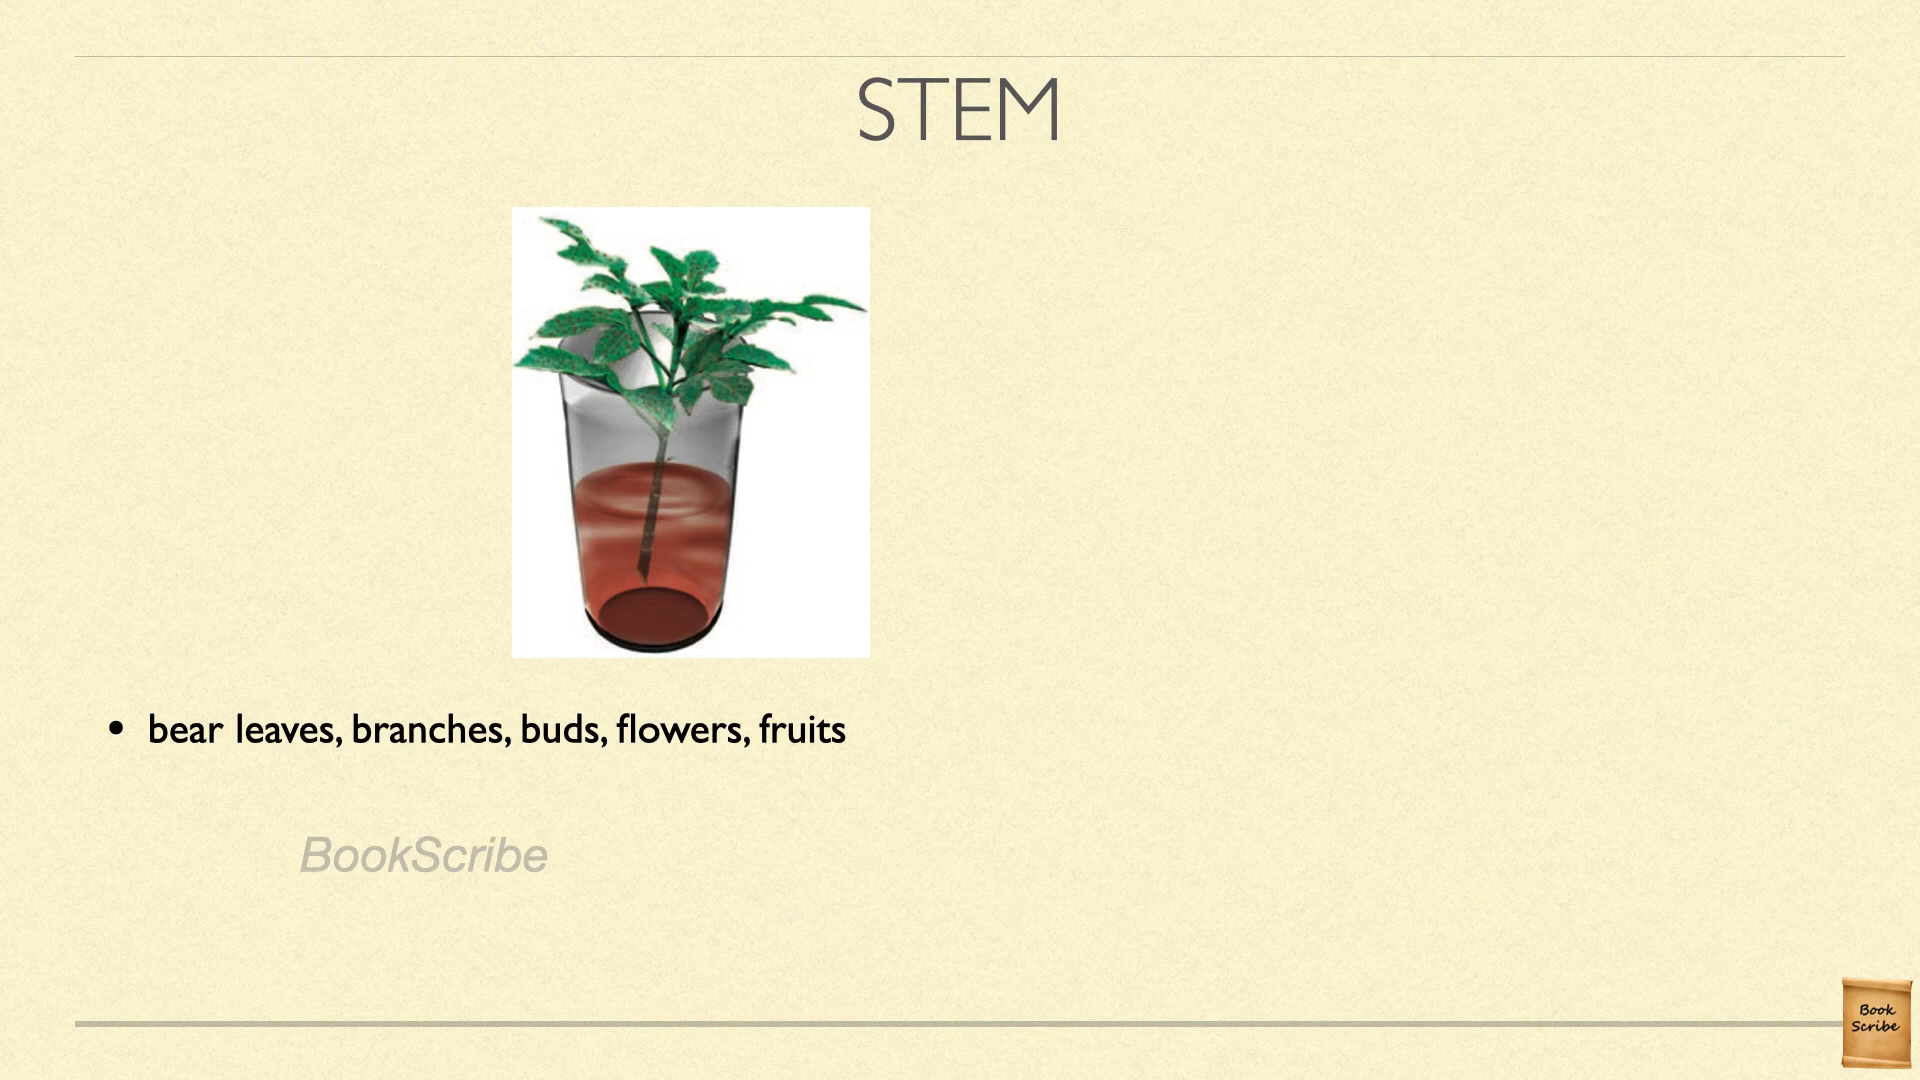 STEM
• bear leaves, branches, buds, flowers, fruits
BookScribe
Book
Scribe